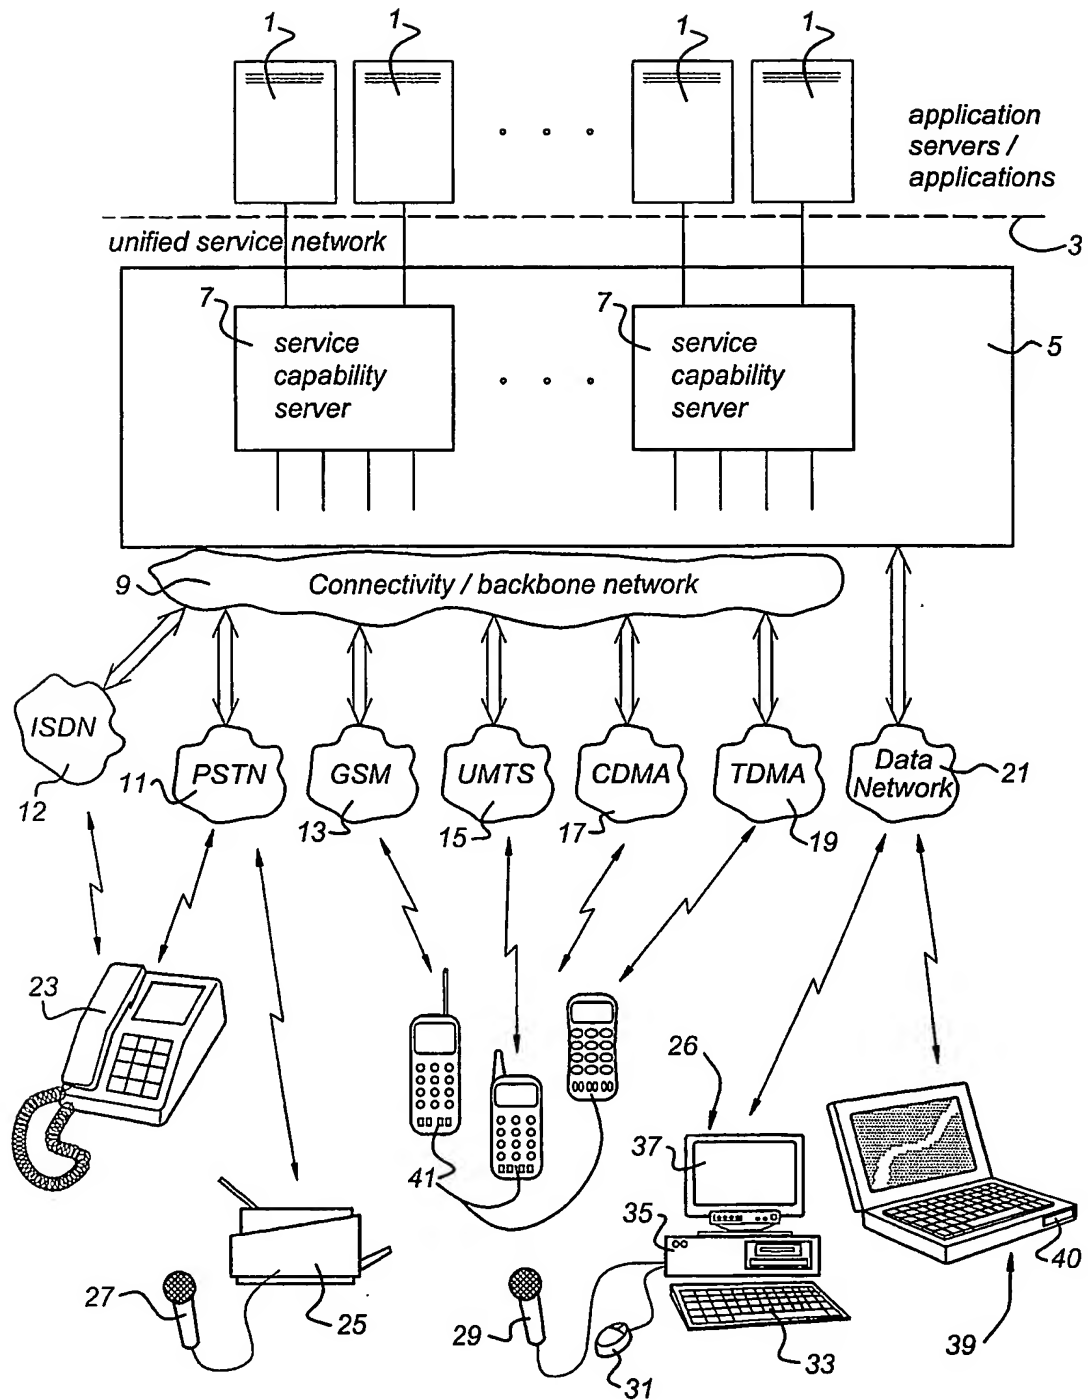 1
1
1
1
application
servers /
applications
unified service network
3
7
service
capability
server
7
service
capability
server
5
9
Connectivity / backbone network
ISDN
12
PSTN
11
GSM
13
UMTS
15
CDMA
17
TDMA
19
Data
Network
21
23
41
26
37
35
40
27
25
29
31
33
39